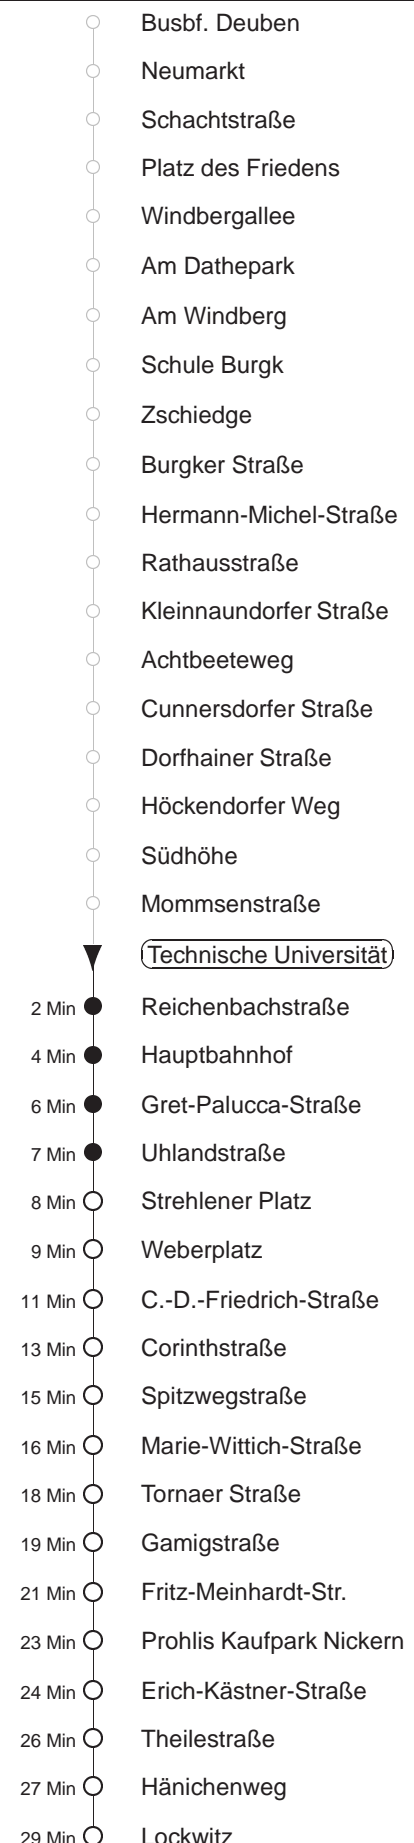 Busbf. Deuben
Neumarkt
Schachtstraße
Platz des Friedens
Windbergallee
Am Dathepark
Am Windberg
Schule Burgk
Zschiedge
Burgker Straße
Hermann-Michel-Straße
Rathausstraße
Kleinnaundorfer Straße
Achtbeeteweg
Cunnersdorfer Straße
Dorfhainer Straße
Höckendorfer Weg
Südhöhe
Mommsenstraße
Technische Universität
2 Min Reichenbachstraße
4 Min Hauptbahnhof
6 Min Gret-Palucca-Straße
7 Min Uhlandstraße
8 Min Strehlener Platz
9 Min Weberplatz
11 Min C.-D.-Friedrich-Straße
13 Min Corinthstraße
15 Min Spitzwegstraße
16 Min Marie-Wittich-Straße
18 Min Tornaer Straße
19 Min Gamigstraße
21 Min Fritz-Meinhardt-Str.
23 Min Prohlis Kaufpark Nickern
24 Min Erich-Kästner-Straße
26 Min Theilestraße
27 Min Hänichenweg
29 Min Lockwitz